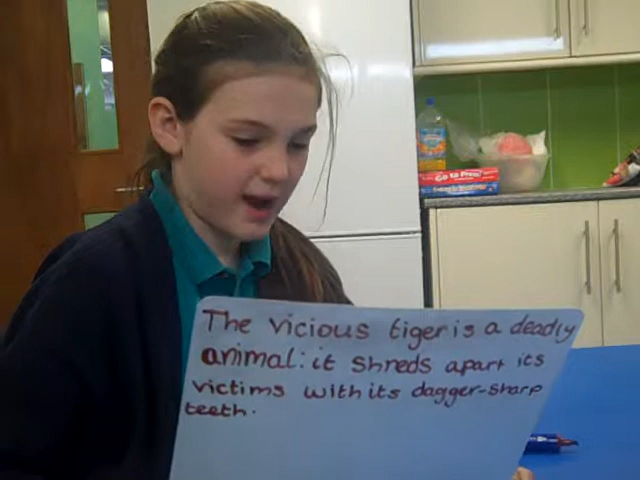 The vicious tiger is a deadly
animal: it shreds apart its
victims with its dagger-sharp
teeth.